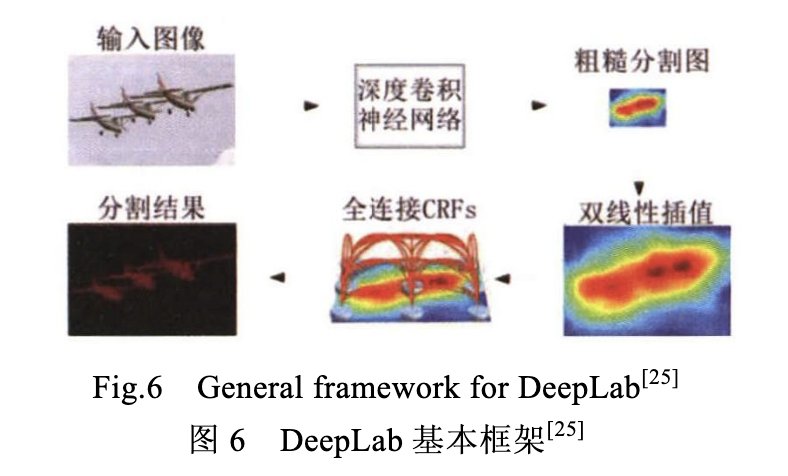 输入图像
深度卷积
神经网络
粗糙分割图
分割结果
全连接CRFs
双线性插值
Fig.6 General framework for DeepLab[25]
图 6 DeepLab 基本框架[25]